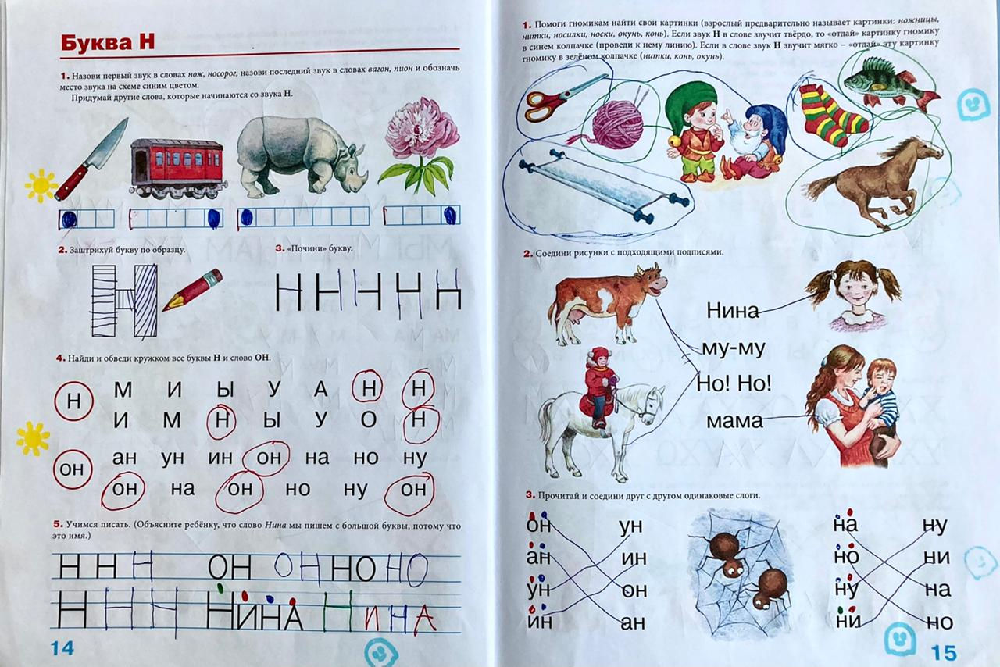 Буква Н
1. Назови первый звук в словах нож, носорог, назови последний звук в словах вагон, пион и обозначь
место звука на схеме синим цветом.
Придумай другие слова, которые начинаются со звука Н.
2. Заштрихуй букву по образцу.
3. «Почини» букву.
Н Н Н Н Н
4. Найди и обведи кружком все буквы Н и слово ОН.
Н М И Ы У А Н Н
И М Н Ы У О Н
он ан ун ин он на но ну
он на он но ну он
5. Учимся писать. (Объясните ребёнку, что слово Нина мы пишем с большой буквы, потому что
это имя.)
Н Н Н ОН ОН НО НО
Н Н Н НИНА НИНА
14
1. Помоги гномикам найти свои картинки (взрослый предварительно называет картинки: ножницы,
нитки, носилки, носки, окунь, конь). Если звук Н в слове звучит твёрдо, то «отдай» картинку гномику
в синем колпачке (проведи к нему линию). Если в слове звук Н звучит мягко – «отдай» эту картинку
гномику в зелёном колпачке (нитки, конь, окунь).
2. Соедини рисунки с подходящими подписями.
Нина
му-му
Но! Но!
мама
3. Прочитай и соедини друг с другом одинаковые слоги.
он ун на ну
ан ин но ни
ун он ну на
ин ан ни но
15